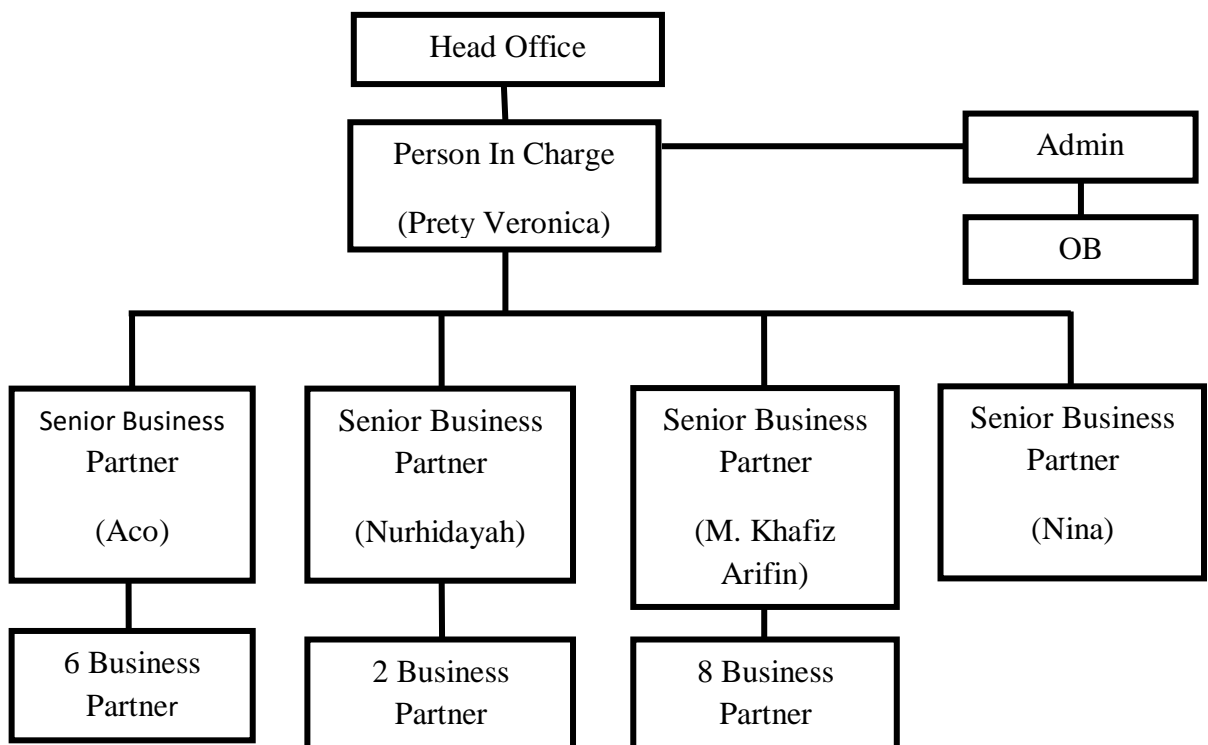 Head Office
Person In Charge
(Prety Veronica)
Admin
OB
Senior Business
Partner
(Aco)
Senior Business
Partner
(Nurhidayah)
Senior Business
Partner
(M. Khafiz
Arifin)
Senior Business
Partner
(Nina)
6 Business
Partner
2 Business
Partner
8 Business
Partner